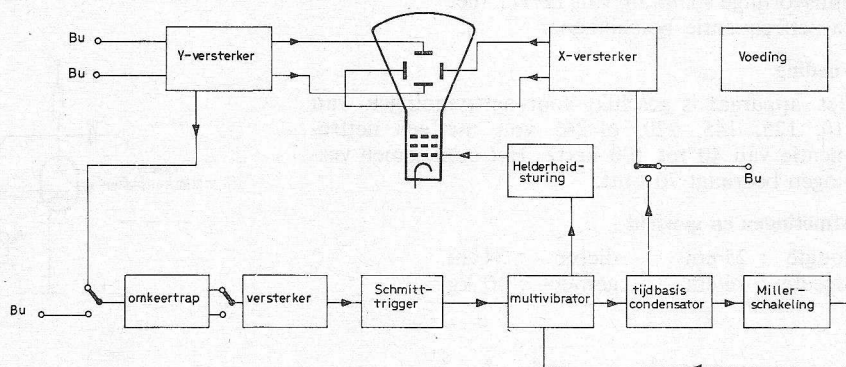 Bu
Y-versterker
X-versterker
Voeding
Bu
Helderheid-
sturing
Bu
Bu
omkeertrap
versterker
Schmitt-
trigger
multivibrator
tijdbasis
condensator
Miller-
schakeling